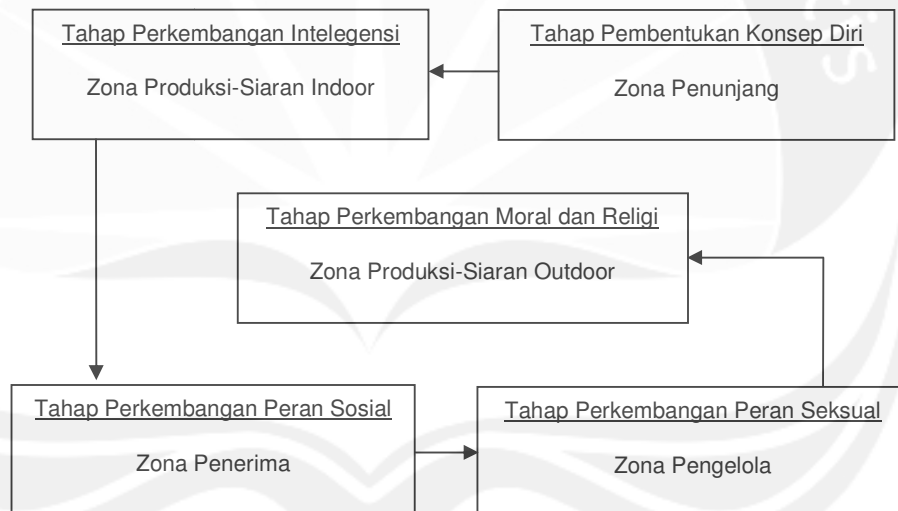 Tahap Perkembangan Intelegensi
Zona Produksi-Siaran Indoor
Tahap Pembentukan Konsep Diri
Zona Penunjang
Tahap Perkembangan Moral dan Religi
Zona Produksi-Siaran Outdoor
Tahap Perkembangan Peran Sosial
Zona Penerima
Tahap Perkembangan Peran Seksual
Zona Pengelola